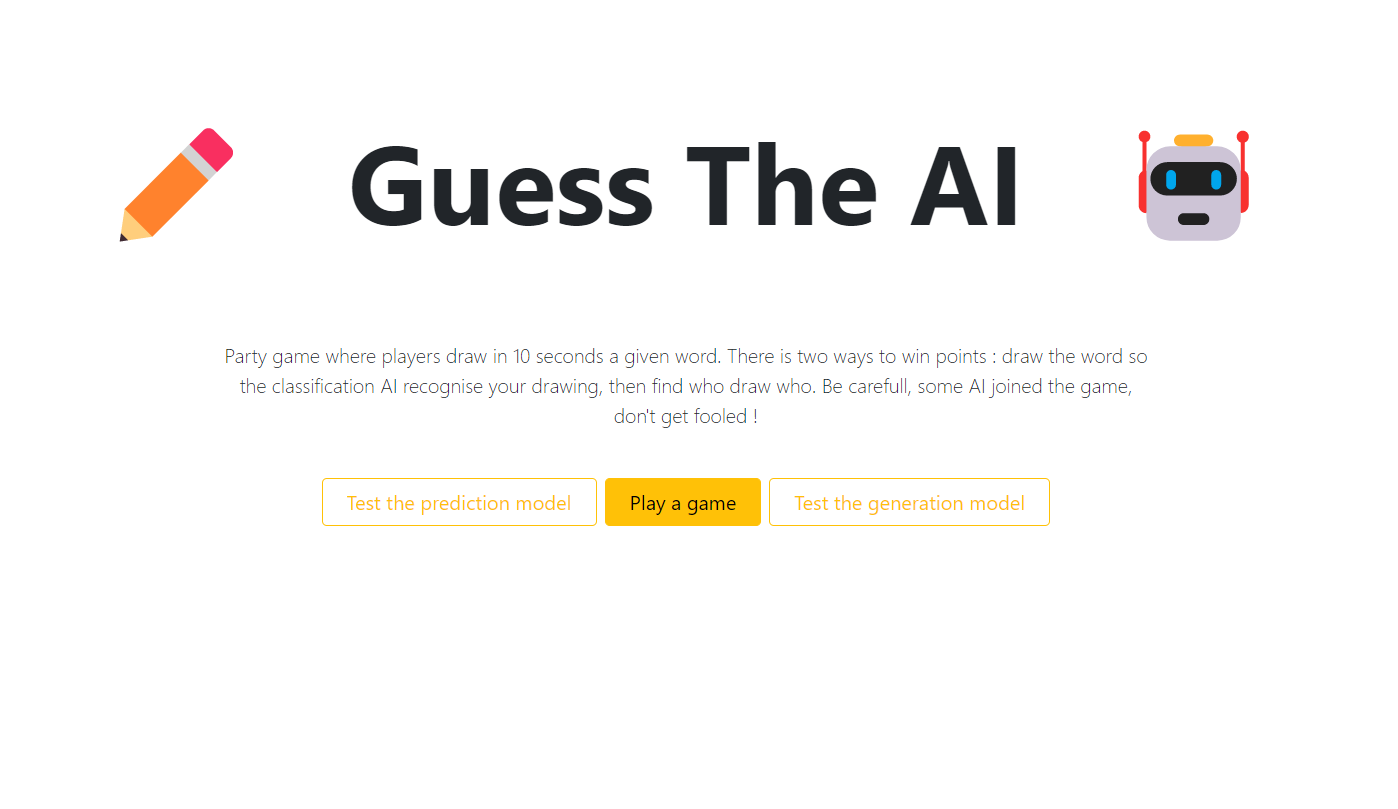 Guess The AI
Party game where players draw in 10 seconds a given word. There is two ways to win points : draw the word so
the classification AI recognise your drawing, then find who draw who. Be carefull, some AI joined the game,
don't get fooled !
Test the prediction model
Play a game
Test the generation model